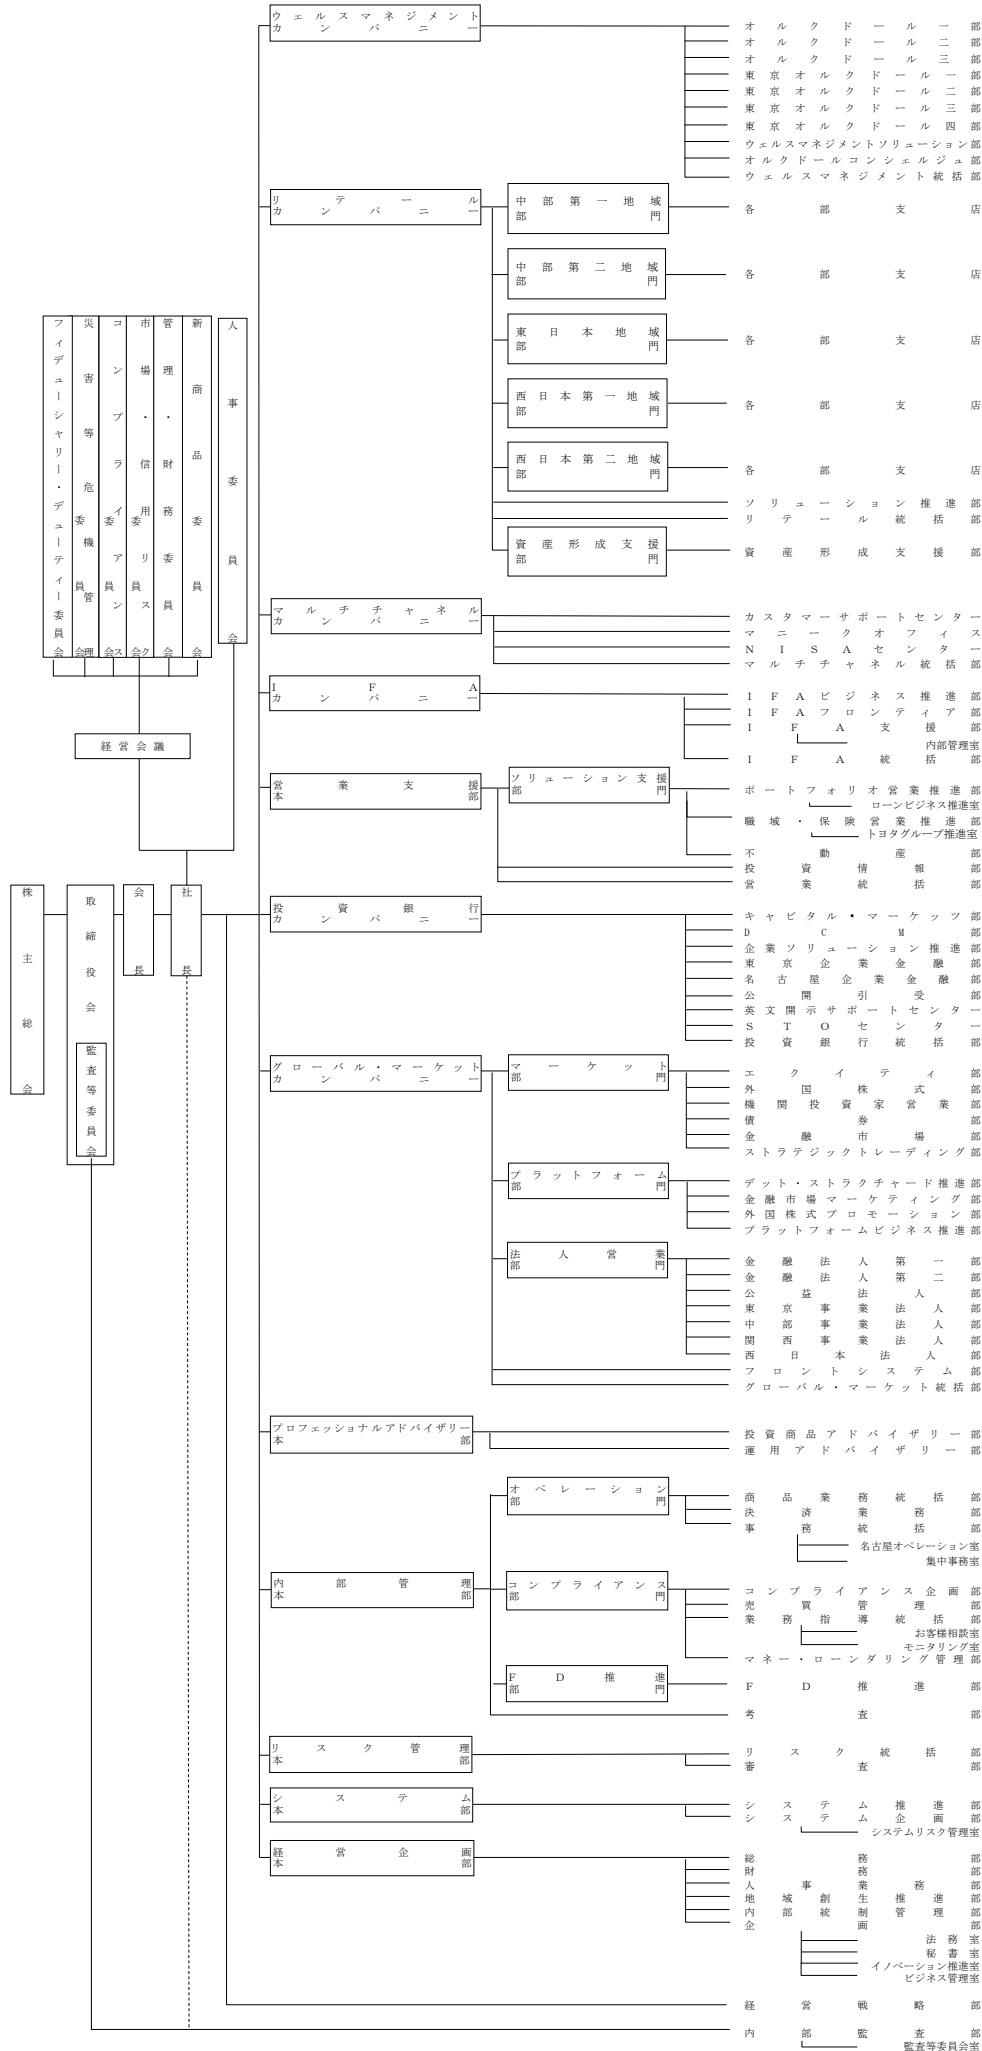 ウェルスマネジメント
カンパニー
オルクドール一部
オルクドール二部
オルクドール三部
東京オルクドール一部
東京オルクドール二部
東京オルクドール三部
東京オルクドール四部
ウェルスマネジメントソリューション部
オルクドールコンシェルジュ部
ウェルスマネジメント統括部
リテール
カンパニー
中部第一地域
部門
各部支店
中部第二地域
部門
各部支店
東日本地域
部門
各部支店
西日本第一地域
部門
各部支店
西日本第二地域
部門
各部支店
ソリューション推進部
リテール統括部
資産形成支援
部門
資産形成支援部
フィデューシャリー・デューティー委員会
災害等危機管理
委員会
コンプライアンス
委員会
市場・信用リスク
委員会
管理・財務委員会
新商品委員会
人事委員会
マルチチャネル
カンパニー
カスタマーサポートセンター
マニークオフィス
NISAセンター
マルチチャネル統括部
IFA
カンパニー
IFAビジネス推進部
IFAフロンティア部
IFA支援部
内部管理室
IFA統括部
経営会議
営業支援
本部
ソリューション支援
部門
ポートフォリオ営業推進部
ローンビジネス推進室
職域・保険営業推進部
トヨタグループ推進室
不動産部
投資情報部
営業統括部
株主総会
取締役会
監査等委員会
会長
社長
投資銀行
カンパニー
キャピタル・マーケッツ部
DCM部
企業ソリューション推進部
東京企業金融部
名古屋企業金融部
公開引受部
英文開示サポートセンター
STOセンター
投資銀行統括部
グローバル・マーケット
カンパニー
マーケット
部門
エクイティ部
外国株式部
機関投資家営業部
債券部
金融市場部
ストラテジックトレーディング部
プラットフォーム
部門
デット・ストラクチャード推進部
金融市場マーケティング部
外国株式プロモーション部
プラットフォームビジネス推進部
法人営業
部門
金融法人第一部
金融法人第二部
公益法人部
東京事業法人部
中部事業法人部
関西事業法人部
西日本法人部
フロントシステム部
グローバル・マーケット統括部
プロフェッショナルアドバイザリー
本部
投資商品アドバイザリー部
運用アドバイザリー部
内部管理
本部
オペレーション
部門
商品業務統括部
決済業務部
事務統括部
名古屋オペレーション室
集中事務室
コンプライアンス
部門
コンプライアンス企画部
売買管理部
業務指導統括部
お客様相談室
モニタリング室
マネー・ローンダリング管理部
FD推進
部門
FD推進部
考査部
リスク管理
本部
リスク統括部
審査部
システム
本部
システム推進部
システム企画部
システムリスク管理室
経営企画
本部
総務部
財務部
人事業務部
地域創生推進部
内部統制管理部
企画部
法務室
秘書室
イノベーション推進室
ビジネス管理室
経営戦略部
内部監査部
監査等委員会室